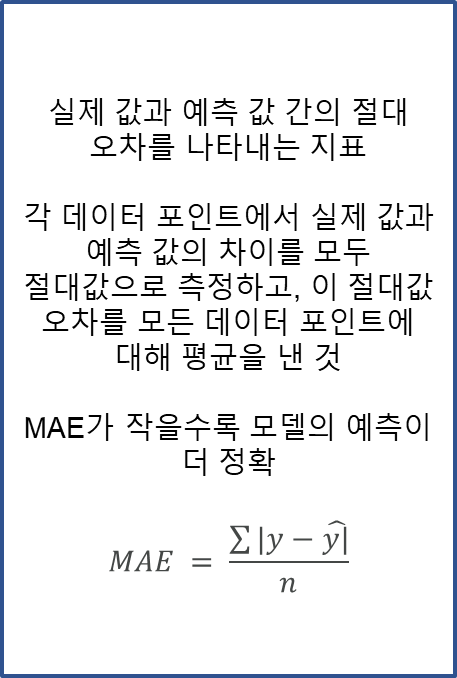 실제 값과 예측 값 간의 절대
오차를 나타내는 지표
각 데이터 포인트에서 실제 값과
예측 값의 차이를 모두
절대값으로 측정하고, 이 절대값
오차를 모든 데이터 포인트에
대해 평균을 낸 것
MAE가 작을수록 모델의 예측이
더 정확
MAE = ∑|y − ŷ| / n